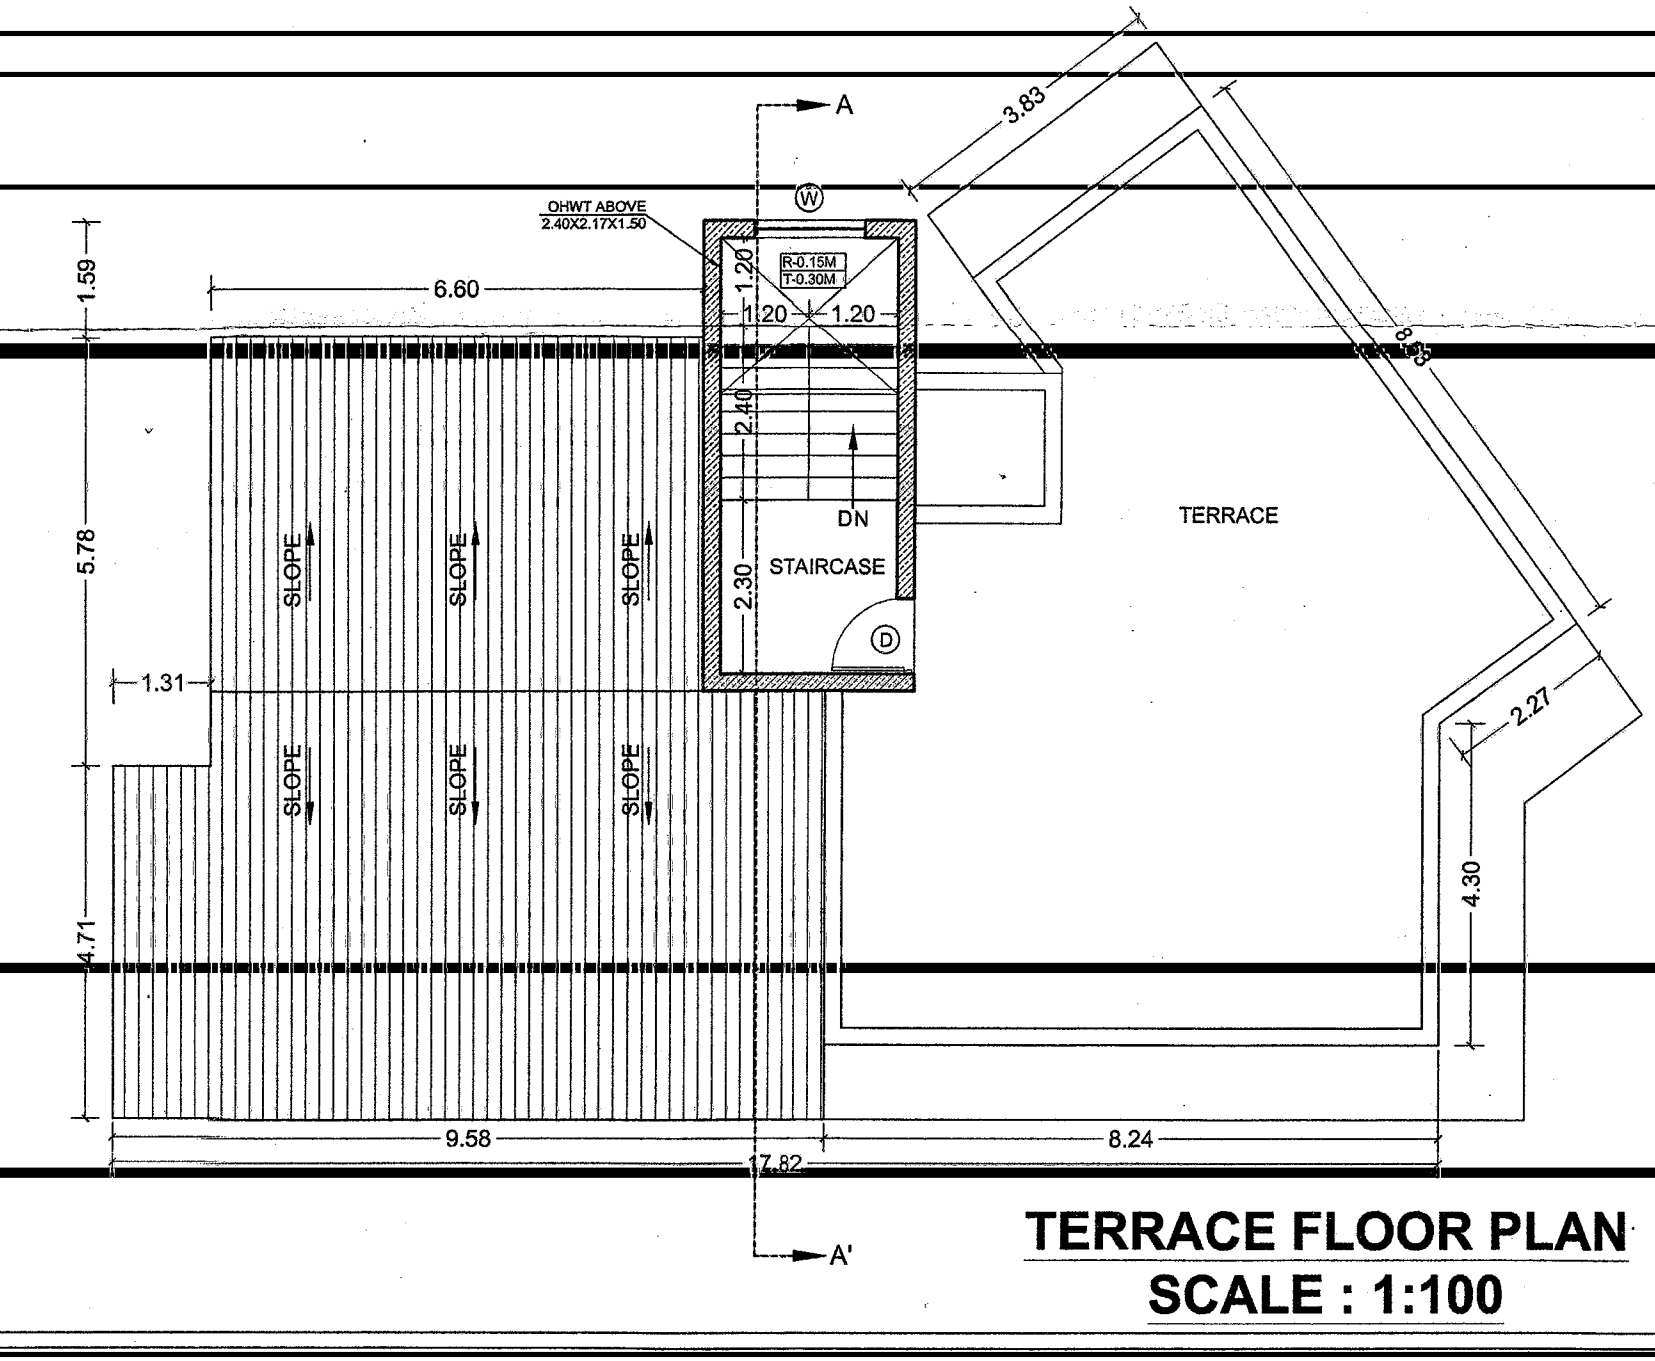 A
3.83
W
OHWT ABOVE
2.40X2.17X1.50
1.59
6.60
1.20
R-0.15M
T-0.30M
1.20
1.20
5.78
2.40
DN
TERRACE
SLOPE
SLOPE
SLOPE
2.30
STAIRCASE
D
1.31
2.27
SLOPE
SLOPE
SLOPE
4.30
4.71
9.58
8.24
17.82
A'
TERRACE FLOOR PLAN
SCALE : 1:100